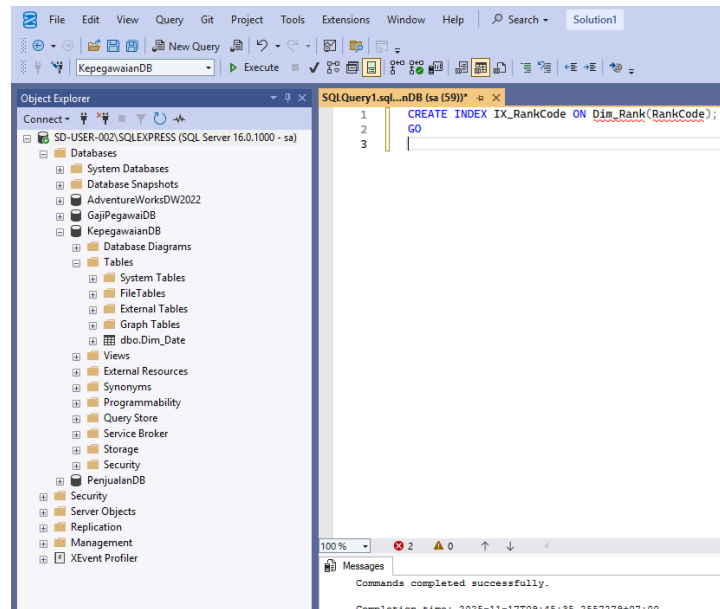 File Edit View Query Git Project Tools Extensions Window Help Search Solution1
New Query
KepegawaianDB Execute
Object Explorer
Connect
SD-USER-002\SQLEXPRESS (SQL Server 16.0.1000 - sa)
Databases
System Databases
Database Snapshots
AdventureWorksDW2022
GajiPegawaiDB
KepegawaianDB
Database Diagrams
Tables
System Tables
FileTables
External Tables
Graph Tables
dbo.Dim_Date
Views
External Resources
Synonyms
Programmability
Query Store
Service Broker
Storage
Security
PenjualanDB
Security
Server Objects
Replication
Management
XEvent Profiler
SQLQuery1.sql...nDB (sa (59))*
1 CREATE INDEX IX_RankCode ON Dim_Rank(RankCode);
2 GO
3
100 % 2 0
Messages
Commands completed successfully.